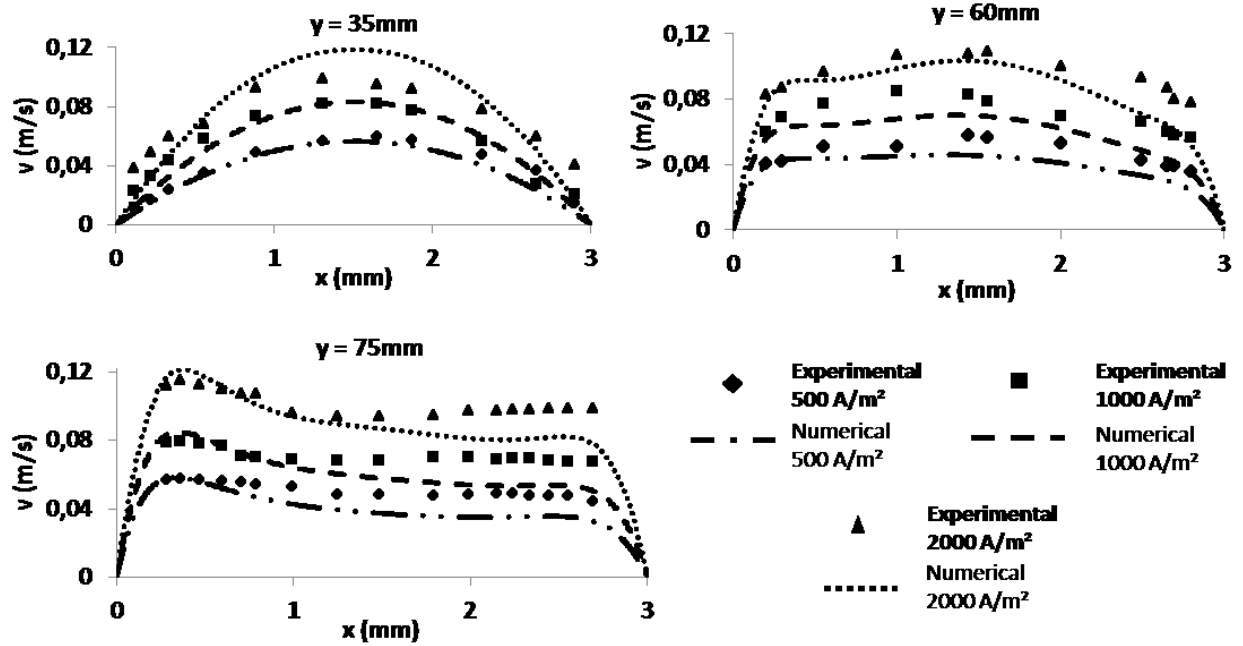 y = 35mm
0,12
0,08
0,04
0
v (m/s)
0 1 2 3
x (mm)
y = 60mm
0,12
0,08
0,04
0,00
v (m/s)
0 1 2 3
x (mm)
y = 75mm
0,12
0,08
0,04
0
v (m/s)
0 1 2 3
x (mm)
Experimental
500 A/m²
Numerical
500 A/m²
Experimental
1000 A/m²
Numerical
1000 A/m²
Experimental
2000 A/m²
Numerical
2000 A/m²